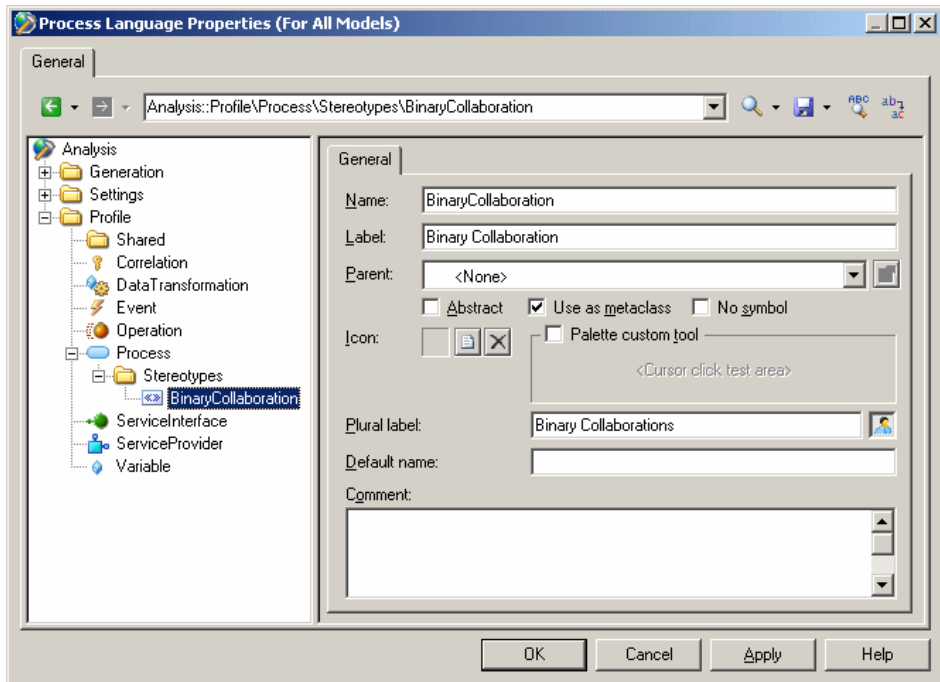 Process Language Properties (For All Models)
General
Analysis::Profile\Process\Stereotypes\BinaryCollaboration
ABC
ab
ac
Analysis
Generation
Settings
Profile
Shared
Correlation
DataTransformation
Event
Operation
Process
Stereotypes
BinaryCollaboration
ServiceInterface
ServiceProvider
Variable
General
Name: BinaryCollaboration
Label: Binary Collaboration
Parent: <None>
Abstract Use as metaclass No symbol
Icon: Palette custom tool
<Cursor click test area>
Plural label: Binary Collaborations
Default name:
Comment:
OK Cancel Apply Help